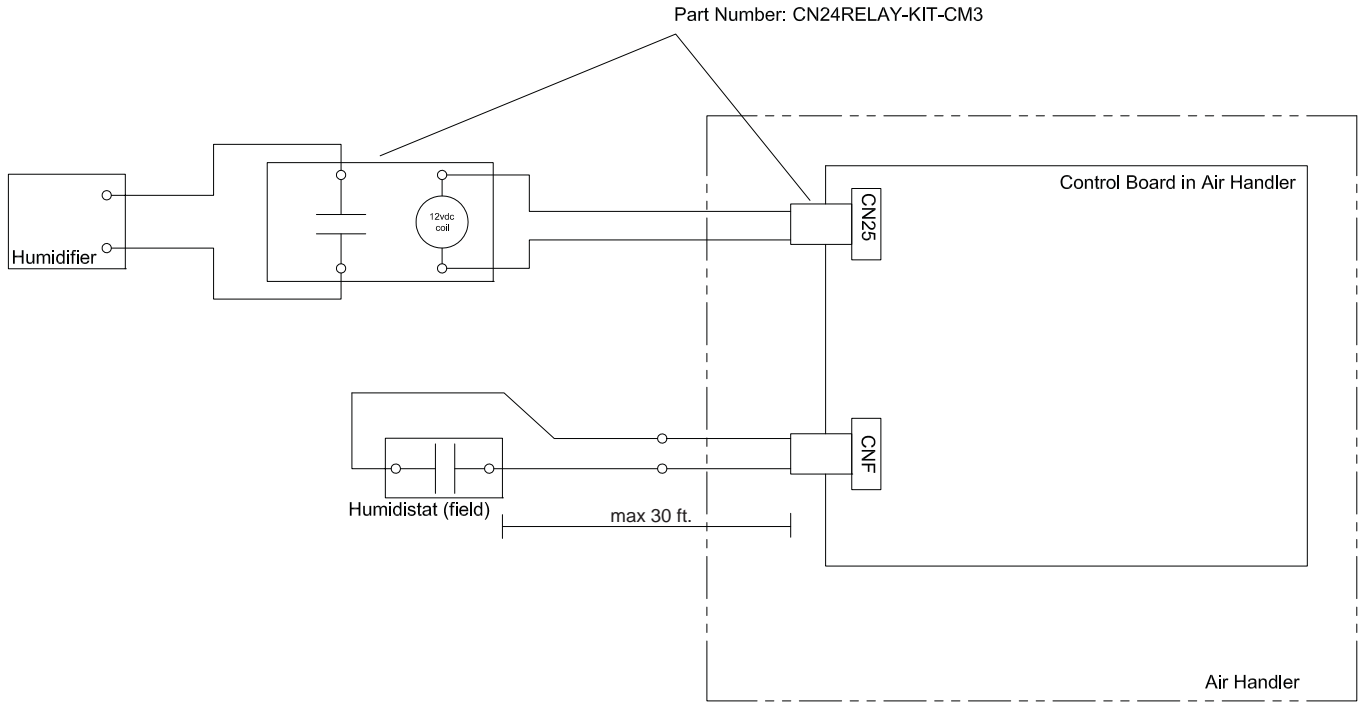 Part Number: CN24RELAY-KIT-CM3
Control Board in Air Handler
CN25
12vdc
coil
Humidifier
CNF
Humidistat (field)
max 30 ft.
Air Handler